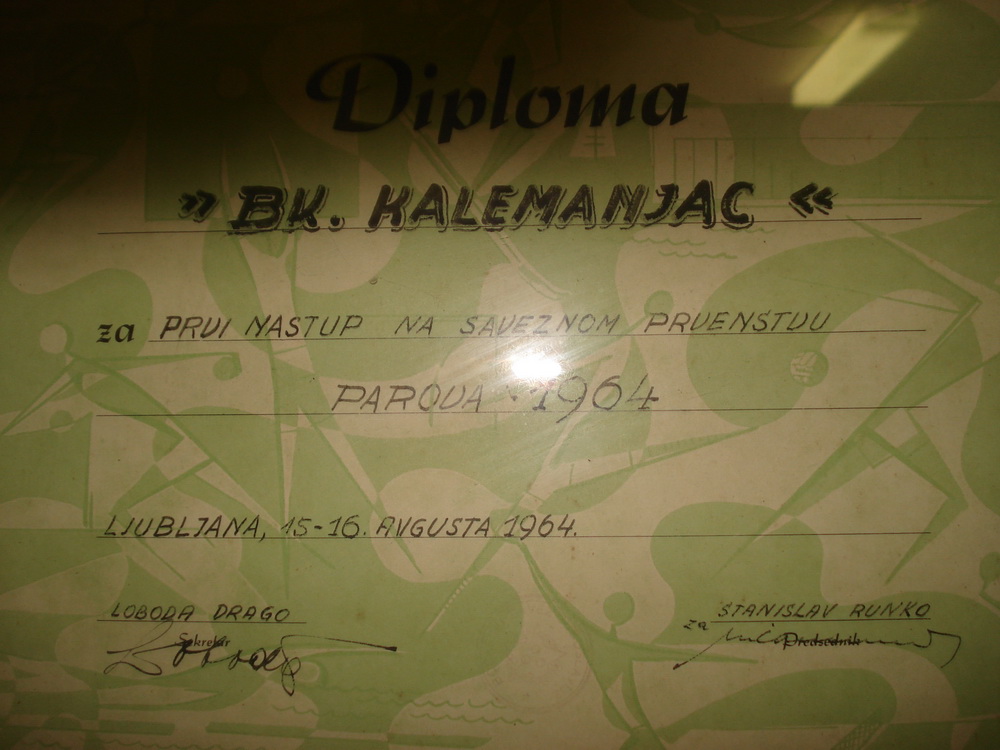 Diploma
» BK. KALEMANJAC «
za PRVI NASTUP NA SAVEZNOM PRVENSTVU
PAROVA 1964
LJUBLJANA, 15-16. AVGUSTA 1964.
LOBODA DRAGO
STANISLAV RUNKO
Sekretar
za Predsednik